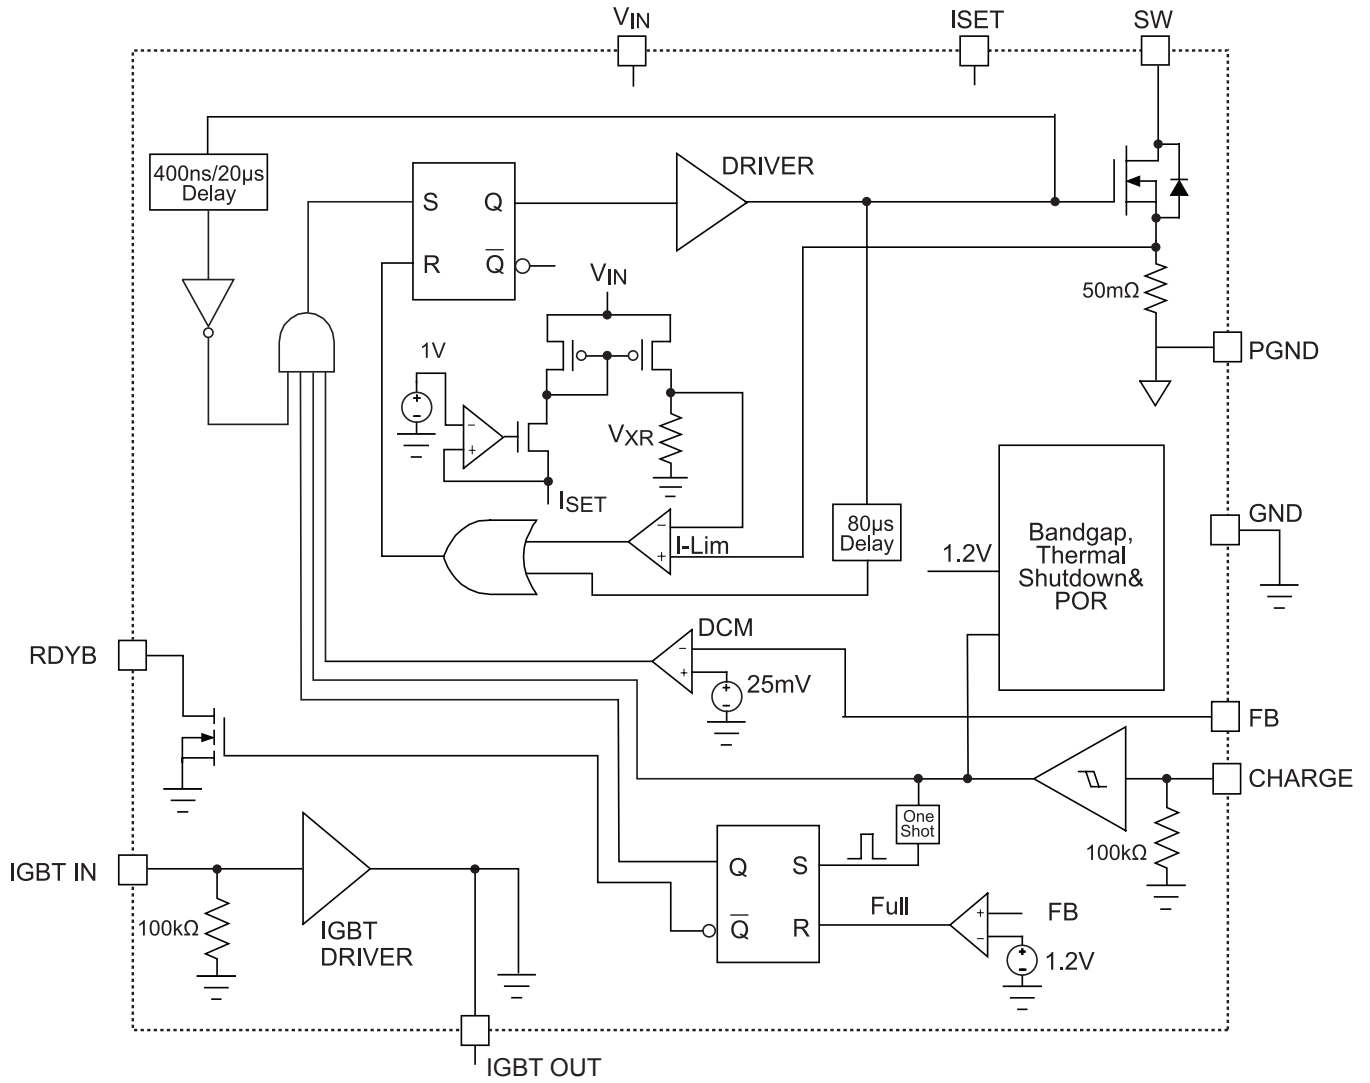 VIN
ISET
SW
400ns/20µs
Delay
S
Q
R
Q
DRIVER
VIN
50mΩ
PGND
1V
+
−
−
+
VXR
ISET
−
+
I-Lim
80µs
Delay
Bandgap,
Thermal
Shutdown&
POR
1.2V
GND
RDYB
DCM
−
+
+
−
25mV
FB
CHARGE
One
Shot
100kΩ
IGBT IN
100kΩ
IGBT
DRIVER
Q
S
Q
R
Full
+
−
FB
+
−
1.2V
IGBT OUT